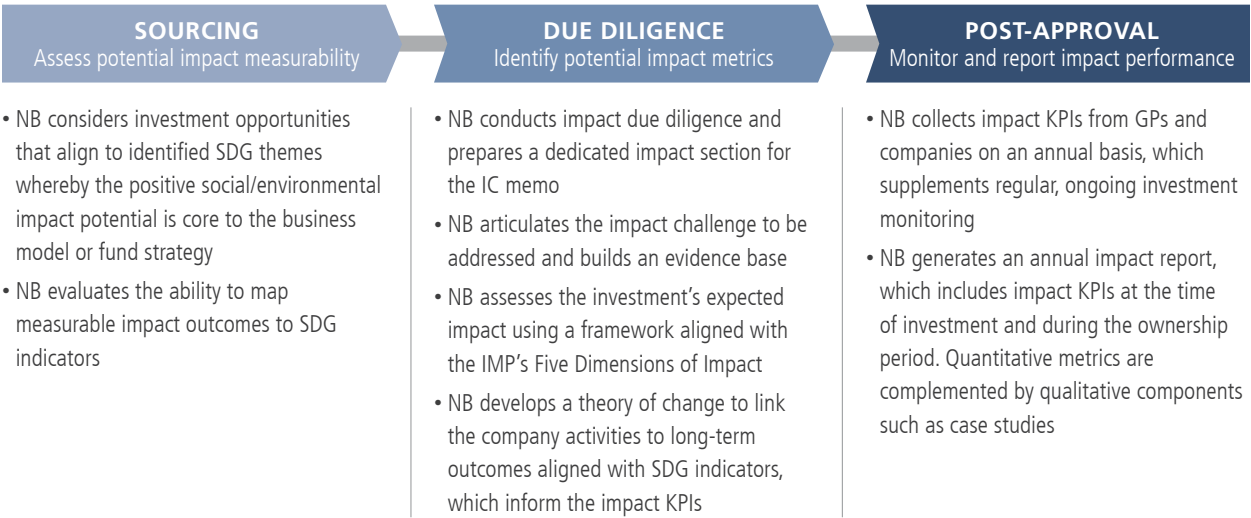 SOURCING
Assess potential impact measurability
• NB considers investment opportunities
that align to identified SDG themes
whereby the positive social/environmental
impact potential is core to the business
model or fund strategy
• NB evaluates the ability to map
measurable impact outcomes to SDG
indicators
DUE DILIGENCE
Identify potential impact metrics
• NB conducts impact due diligence and
prepares a dedicated impact section for
the IC memo
• NB articulates the impact challenge to be
addressed and builds an evidence base
• NB assesses the investment’s expected
impact using a framework aligned with
the IMP’s Five Dimensions of Impact
• NB develops a theory of change to link
the company activities to long-term
outcomes aligned with SDG indicators,
which inform the impact KPIs
POST-APPROVAL
Monitor and report impact performance
• NB collects impact KPIs from GPs and
companies on an annual basis, which
supplements regular, ongoing investment
monitoring
• NB generates an annual impact report,
which includes impact KPIs at the time
of investment and during the ownership
period. Quantitative metrics are
complemented by qualitative components
such as case studies